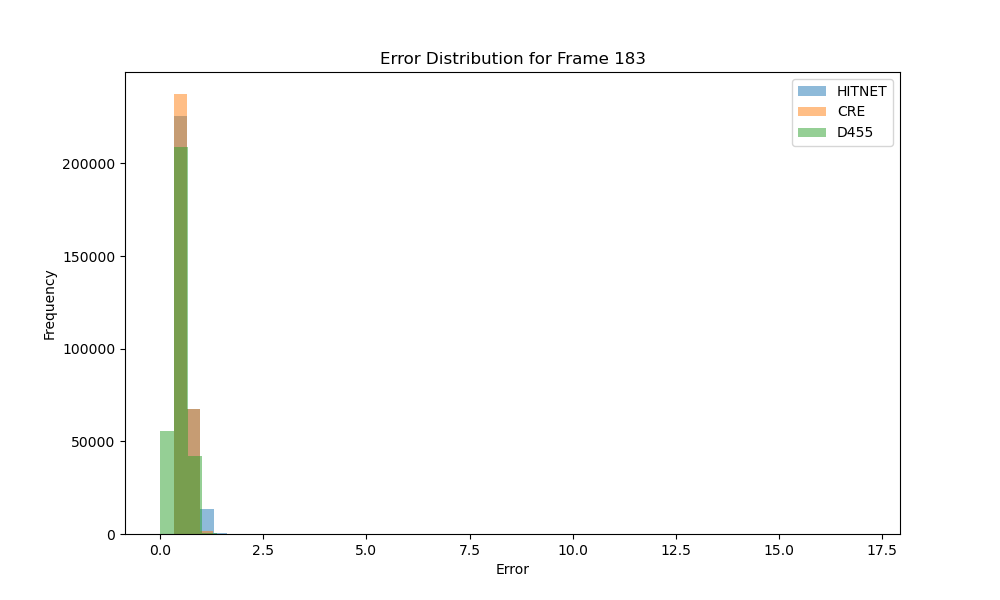 Error Distribution for Frame 183
HITNET
CRE
D455
200000
150000
100000
50000
0
Frequency
0.0 2.5 5.0 7.5 10.0 12.5 15.0 17.5
Error